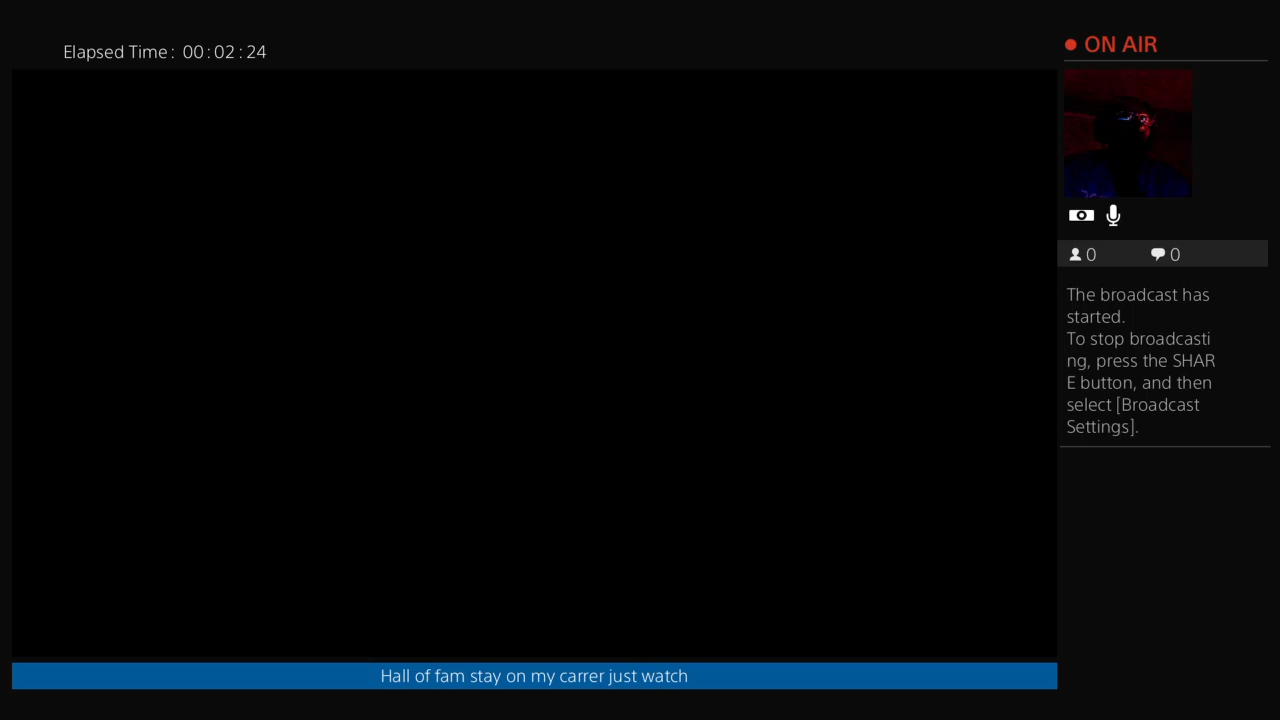 Elapsed Time: 00:02:24
ON AIR
0 0
The broadcast has
started.
To stop broadcasti
ng, press the SHAR
E button, and then
select [Broadcast
Settings].
Hall of fam stay on my carrer just watch